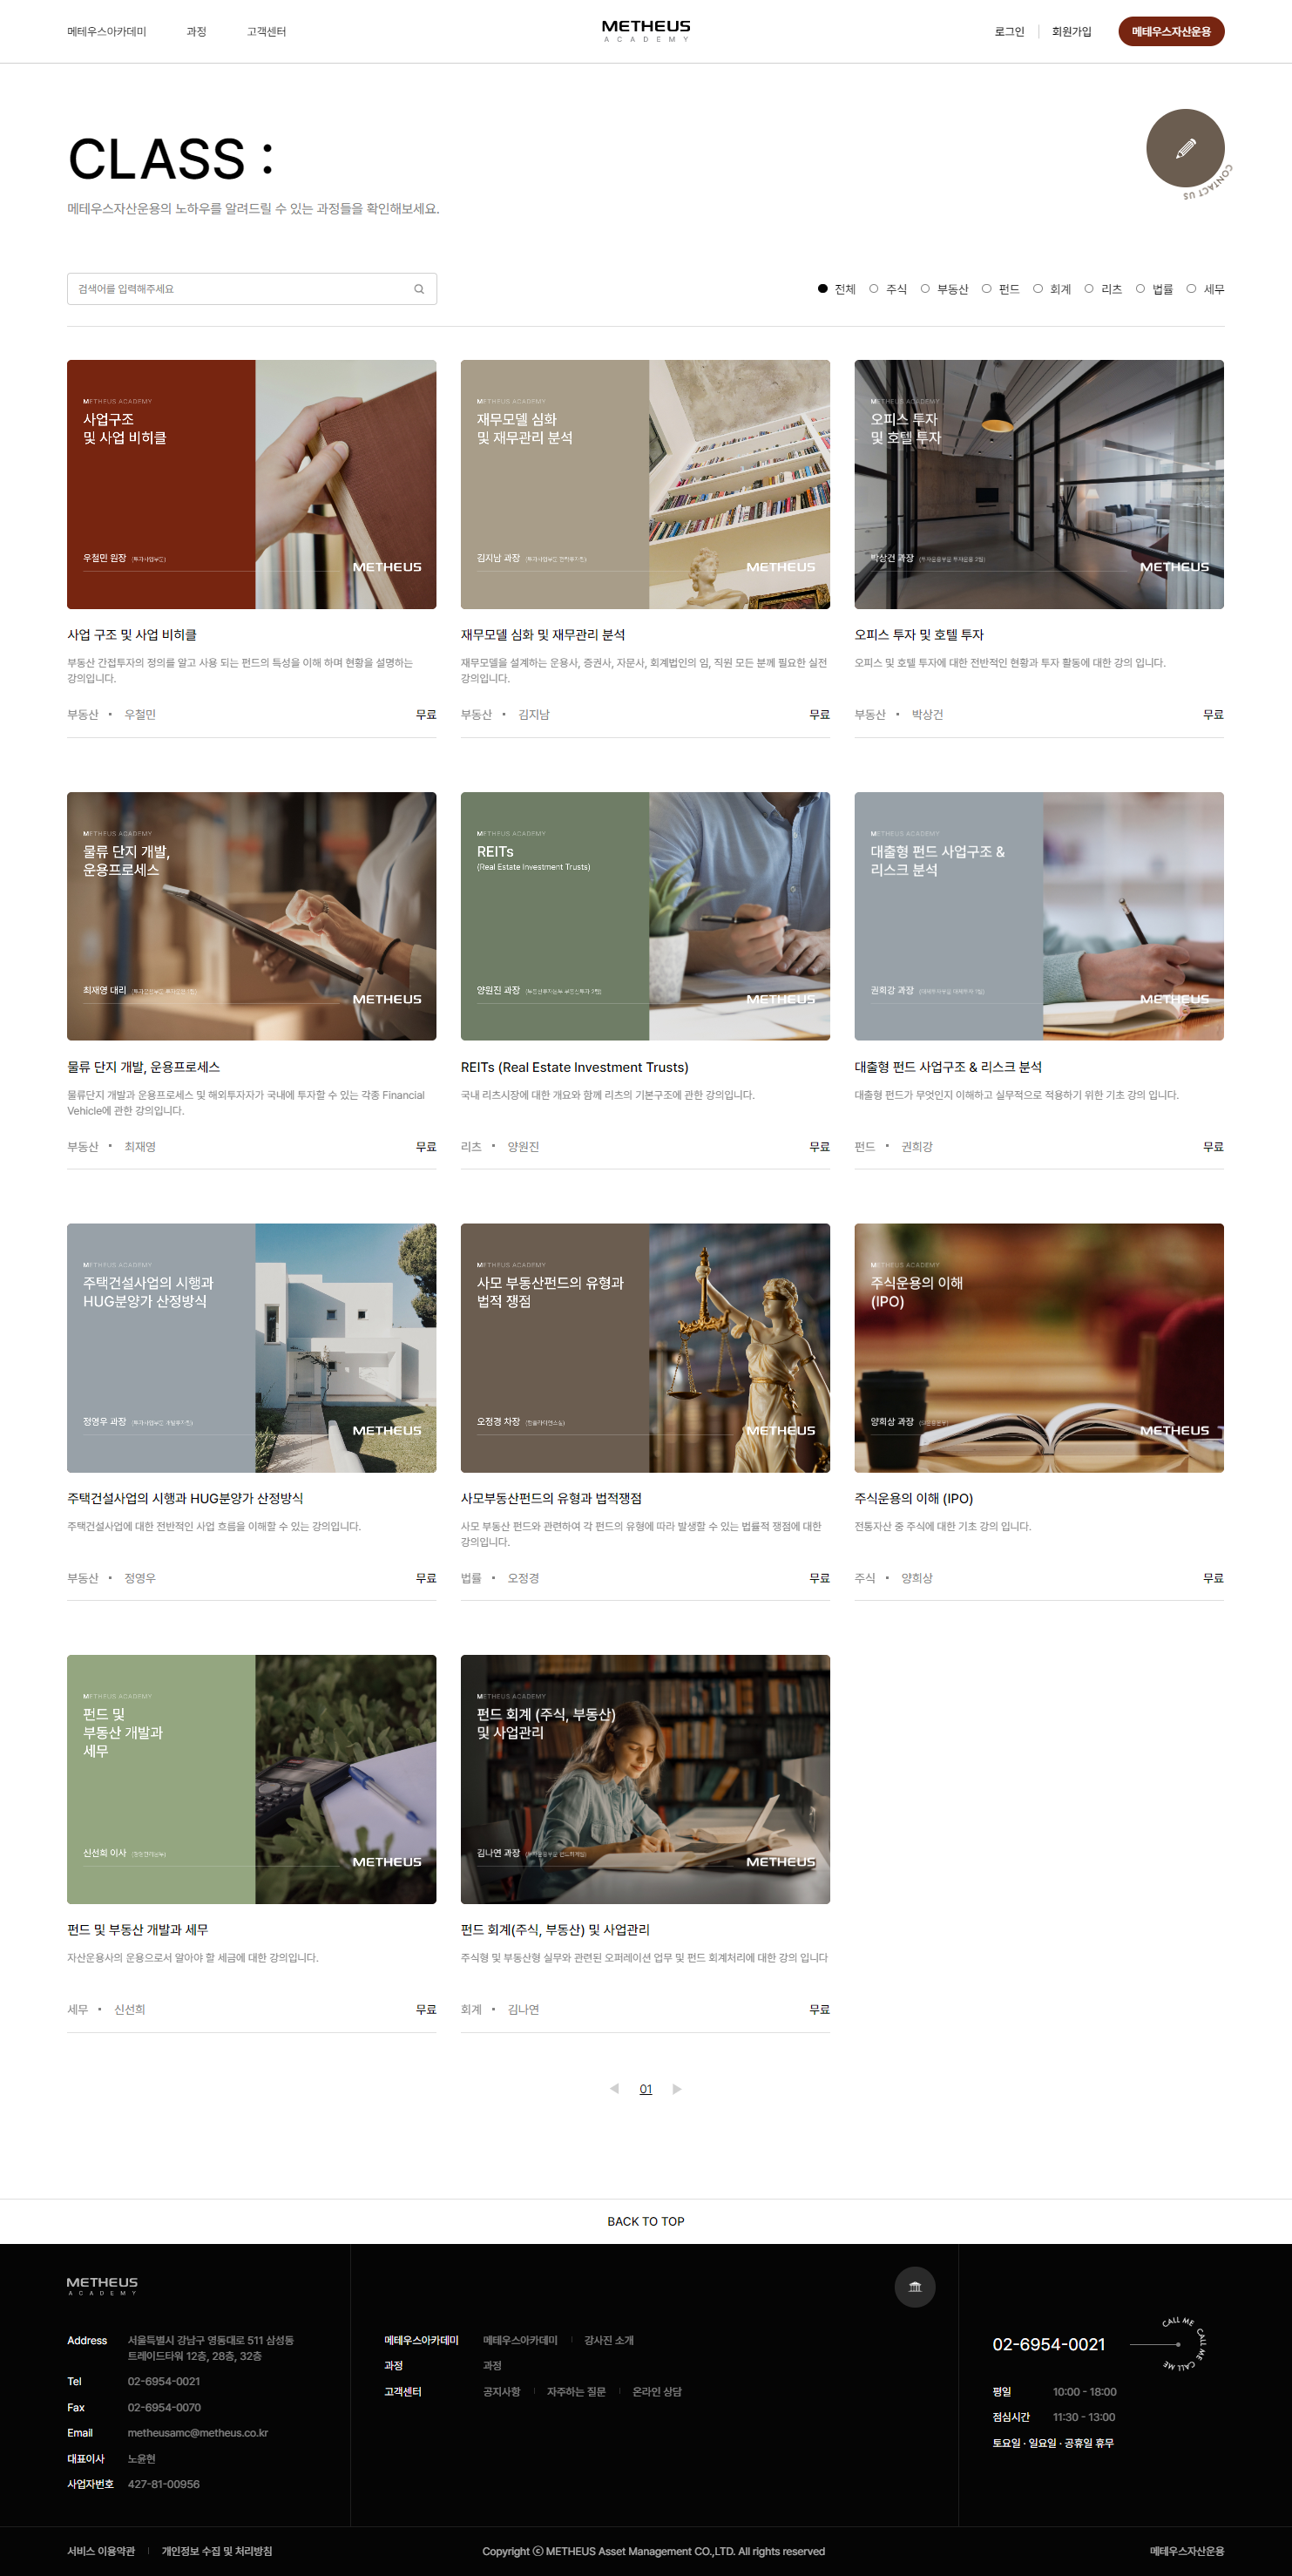 메테우스아카데미
과정
고객센터
METHEUS
ACADEMY
로그인
회원가입
메테우스자산운용
CLASS :
메테우스자산운용의 노하우를 알려드릴 수 있는 과정들을 확인해보세요.
CONTACT US
검색어를 입력해주세요
전체
주식
부동산
펀드
회계
리츠
법률
세무
METHEUS ACADEMY
사업구조
및 사업 비히클
우철민 원장
METHEUS
METHEUS ACADEMY
재무모델 심화
및 재무관리 분석
김지남 과장
METHEUS
METHEUS ACADEMY
오피스 투자
및 호텔 투자
박상건 과장
METHEUS
사업 구조 및 사업 비히클
부동산 간접투자의 정의를 알고 사용 되는 펀드의 특성을 이해 하며 현황을 설명하는
강의입니다.
부동산 • 우철민
무료
재무모델 심화 및 재무관리 분석
재무모델을 설계하는 운용사, 증권사, 자문사, 회계법인의 임, 직원 모든 분께 필요한 실전
강의입니다.
부동산 • 김지남
무료
오피스 투자 및 호텔 투자
오피스 및 호텔 투자에 대한 전반적인 현황과 투자 활동에 대한 강의 입니다.
부동산 • 박상건
무료
METHEUS ACADEMY
물류 단지 개발,
운용프로세스
최재영 대리
METHEUS
METHEUS ACADEMY
REITs
(Real Estate Investment Trusts)
양원진 과장
METHEUS
METHEUS ACADEMY
대출형 펀드 사업구조 &
리스크 분석
권희강 과장
METHEUS
물류 단지 개발, 운용프로세스
물류단지 개발과 운용프로세스 및 해외투자자가 국내에 투자할 수 있는 각종 Financial
Vehicle에 관한 강의입니다.
부동산 • 최재영
무료
REITs (Real Estate Investment Trusts)
국내 리츠시장에 대한 개요와 함께 리츠의 기본구조에 관한 강의입니다.
리츠 • 양원진
무료
대출형 펀드 사업구조 & 리스크 분석
대출형 펀드가 무엇인지 이해하고 실무적으로 적용하기 위한 기초 강의 입니다.
펀드 • 권희강
무료
METHEUS ACADEMY
주택건설사업의 시행과
HUG분양가 산정방식
정영우 과장
METHEUS
METHEUS ACADEMY
사모 부동산펀드의 유형과
법적 쟁점
오정경 차장
METHEUS
METHEUS ACADEMY
주식운용의 이해
(IPO)
양희상 과장
METHEUS
주택건설사업의 시행과 HUG분양가 산정방식
주택건설사업에 대한 전반적인 사업 흐름을 이해할 수 있는 강의입니다.
부동산 • 정영우
무료
사모부동산펀드의 유형과 법적쟁점
사모 부동산 펀드와 관련하여 각 펀드의 유형에 따라 발생할 수 있는 법률적 쟁점에 대한
강의입니다.
법률 • 오정경
무료
주식운용의 이해 (IPO)
전통자산 중 주식에 대한 기초 강의 입니다.
주식 • 양희상
무료
METHEUS ACADEMY
펀드 및
부동산 개발과
세무
신선희 이사
METHEUS
METHEUS ACADEMY
펀드 회계 (주식, 부동산)
및 사업관리
김나연 과장
METHEUS
펀드 및 부동산 개발과 세무
자산운용사의 운용으로서 알아야 할 세금에 대한 강의입니다.
세무 • 신선희
무료
펀드 회계(주식, 부동산) 및 사업관리
주식형 및 부동산형 실무와 관련된 오퍼레이션 업무 및 펀드 회계처리에 대한 강의 입니다
회계 • 김나연
무료
◀ 01 ▶
BACK TO TOP
METHEUS
ACADEMY
Address 서울특별시 강남구 영동대로 511 삼성동
트레이드타워 12층, 28층, 32층
Tel 02-6954-0021
Fax 02-6954-0070
Email metheusamc@metheus.co.kr
대표이사 노윤현
사업자번호 427-81-00956
메테우스아카데미 메테우스아카데미 강사진 소개
과정 과정
고객센터 공지사항 자주하는 질문 온라인 상담
02-6954-0021
CALL ME CALL ME CALL ME
평일 10:00 - 18:00
점심시간 11:30 - 13:00
토요일 · 일요일 · 공휴일 휴무
서비스 이용약관
개인정보 수집 및 처리방침
Copyright ⓒ METHEUS Asset Management CO.,LTD. All rights reserved
메테우스자산운용